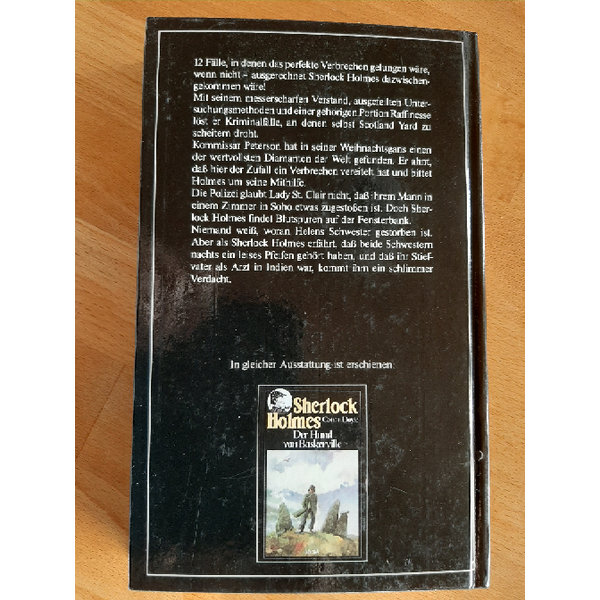 12 Fälle, in denen das perfekte Verbrechen gelungen wäre,
wenn nicht – ausgerechnet Sherlock Holmes dazwischen-
gekommen wäre!
Mit seinem messerscharfen Verstand, ausgefeilten Unter-
suchungsmethoden und einer gehörigen Portion Raffinesse
löst er Kriminalfälle, an denen selbst Scotland Yard zu
scheitern droht.
Kommissar Peterson hat in seiner Weihnachtsgans einen
der wertvollsten Diamanten der Welt gefunden. Er ahnt,
daß hier der Zufall ein Verbrechen vereitelt hat und bittet
Holmes um seine Mithilfe.
Die Polizei glaubt Lady St. Clair nicht, daß ihrem Mann in
einem Zimmer in Soho etwas zugestoßen ist. Doch Sher-
lock Holmes findet Blutspuren auf der Fensterbank.
Niemand weiß, woran Helens Schwester gestorben ist.
Aber als Sherlock Holmes erfährt, daß beide Schwestern
nachts ein leises Pfeifen gehört haben, und daß ihr Stief-
vater als Arzt in Indien war, kommt ihm ein schlimmer
Verdacht.
In gleicher Ausstattung ist erschienen:
Sherlock
Holmes
Conan Doyle
Der Hund
von Baskerville